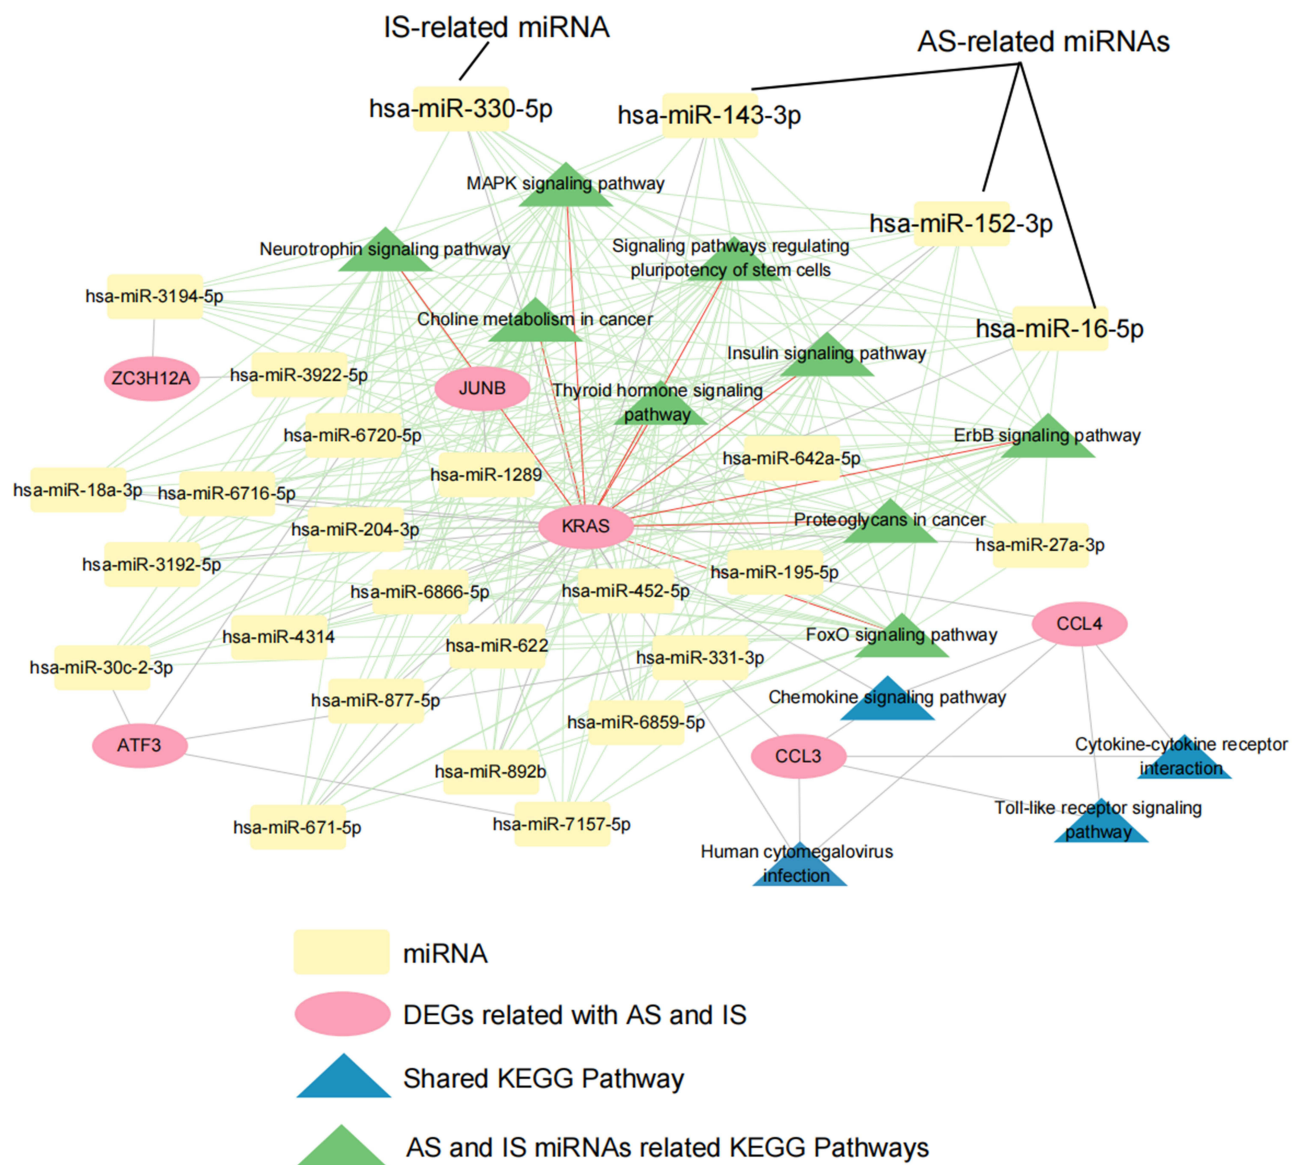 IS-related miRNA
AS-related miRNAs
hsa-miR-330-5p
hsa-miR-143-3p
MAPK signaling pathway
hsa-miR-152-3p
Neurotrophin signaling pathway
Signaling pathways regulating
pluripotency of stem cells
hsa-miR-3194-5p
Choline metabolism in cancer
hsa-miR-16-5p
Insulin signaling pathway
ZC3H12A
hsa-miR-3922-5p
JUNB
Thyroid hormone signaling
pathway
hsa-miR-6720-5p
ErbB signaling pathway
hsa-miR-642a-5p
hsa-miR-1289
hsa-miR-18a-3p
hsa-miR-6716-5p
hsa-miR-204-3p
KRAS
Proteoglycans in cancer
hsa-miR-27a-3p
hsa-miR-3192-5p
hsa-miR-195-5p
hsa-miR-6866-5p
hsa-miR-452-5p
CCL4
hsa-miR-4314
FoxO signaling pathway
hsa-miR-622
hsa-miR-331-3p
hsa-miR-30c-2-3p
hsa-miR-877-5p
Chemokine signaling pathway
hsa-miR-6859-5p
ATF3
CCL3
Cytokine-cytokine receptor
interaction
hsa-miR-892b
Toll-like receptor signaling
pathway
hsa-miR-671-5p
hsa-miR-7157-5p
Human cytomegalovirus
infection
miRNA
DEGs related with AS and IS
Shared KEGG Pathway
AS and IS miRNAs related KEGG Pathways